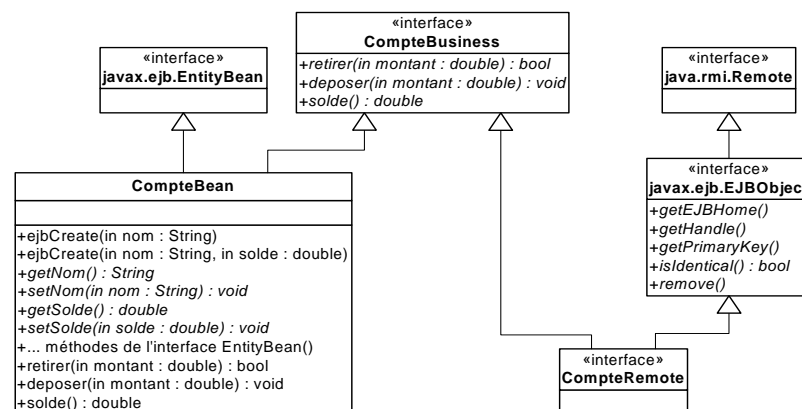 «interface»
javax.ejb.EntityBean
«interface»
CompteBusiness
+retirer(in montant : double) : bool
+deposer(in montant : double) : void
+solde() : double
«interface»
java.rmi.Remote
CompteBean
+ejbCreate(in nom : String)
+ejbCreate(in nom : String, in solde : double)
+getNom() : String
+setNom(in nom : String) : void
+getSolde() : double
+setSolde(in solde : double) : void
+... méthodes de l'interface EntityBean()
+retirer(in montant : double) : bool
+deposer(in montant : double) : void
+solde() : double
«interface»
javax.ejb.EJBObjec
+getEJBHome()
+getHandle()
+getPrimaryKey()
+isIdentical() : bool
+remove()
«interface»
CompteRemote